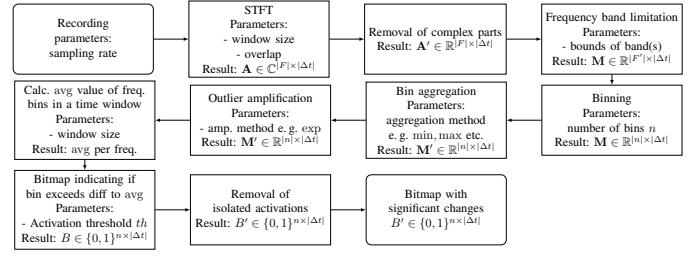 Recording
parameters:
sampling rate
STFT
Parameters:
- window size
- overlap
Result: A ∈ ℂ^{|F|×|Δt|}
Removal of complex parts
Result: A′ ∈ ℝ^{|F|×|Δt|}
Frequency band limitation
Parameters:
- bounds of band(s)
Result: M ∈ ℝ^{|F′|×|Δt|}
Calc. avg value of freq.
bins in a time window
Parameters:
- window size
Result: avg per freq.
Outlier amplification
Parameters:
- amp. method e. g. exp
Result: M′ ∈ ℝ^{|n|×|Δt|}
Bin aggregation
Parameters:
aggregation method
e. g. min, max etc.
Result: M′ ∈ ℝ^{|n|×|Δt|}
Binning
Parameters:
number of bins n
Result: M ∈ ℝ^{|n|×|Δt|}
Bitmap indicating if
bin exceeds diff to avg
Parameters:
- Activation threshold th
Result: B ∈ {0, 1}^{n×|Δt|}
Removal of
isolated activations
Result: B′ ∈ {0, 1}^{n×|Δt|}
Bitmap with
significant changes
B′ ∈ {0, 1}^{n×|Δt|}